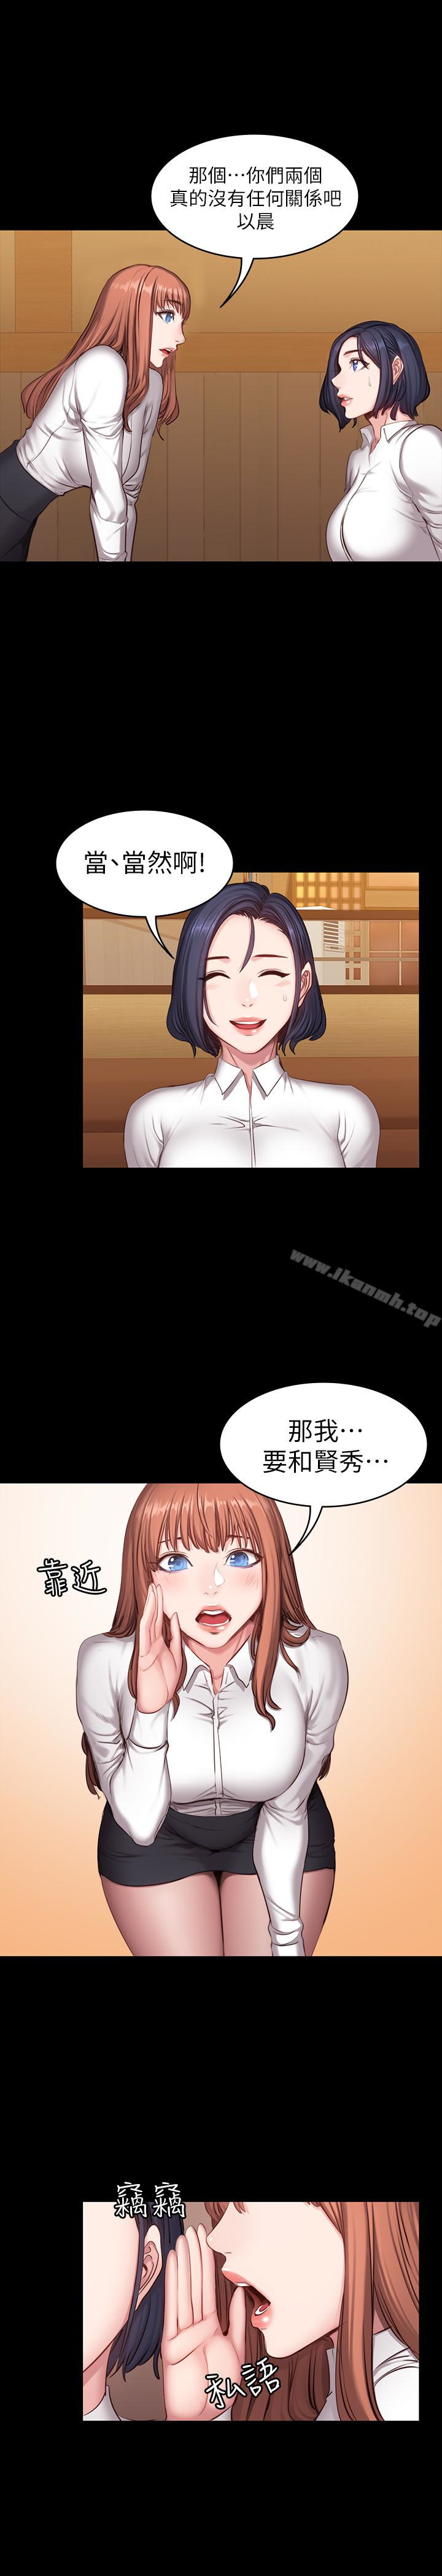 那個⋯你們兩個
真的沒有任何關係吧
以晨
當、當然啊!
www.ikanmh.top
那我⋯
要和賢秀⋯
靠近
竊竊
私語